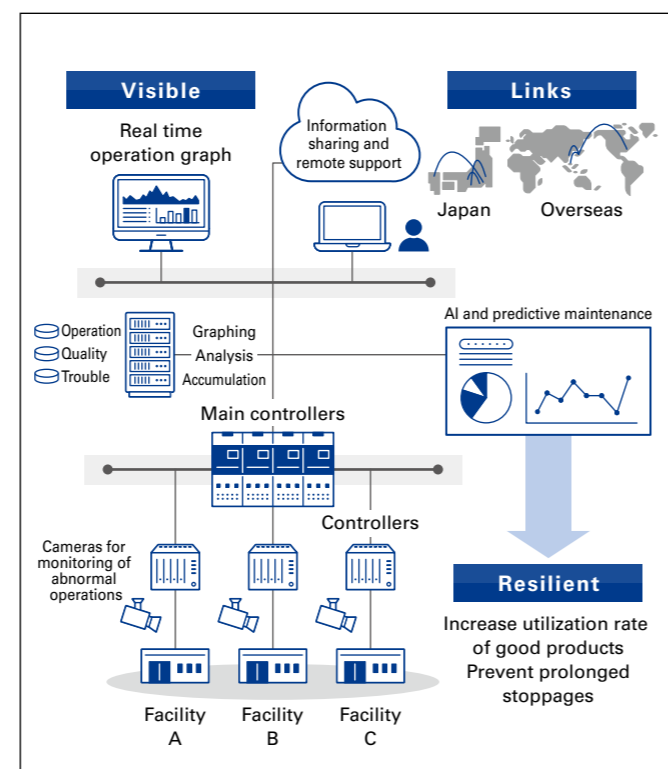 Visible
Real time
operation graph
Information
sharing and
remote support
Links
Japan
Overseas
Operation
Quality
Trouble
Graphing
Analysis
Accumulation
AI and predictive maintenance
Main controllers
Controllers
Cameras for
monitoring of
abnormal
operations
Resilient
Increase utilization rate
of good products
Prevent prolonged
stoppages
Facility
A
Facility
B
Facility
C